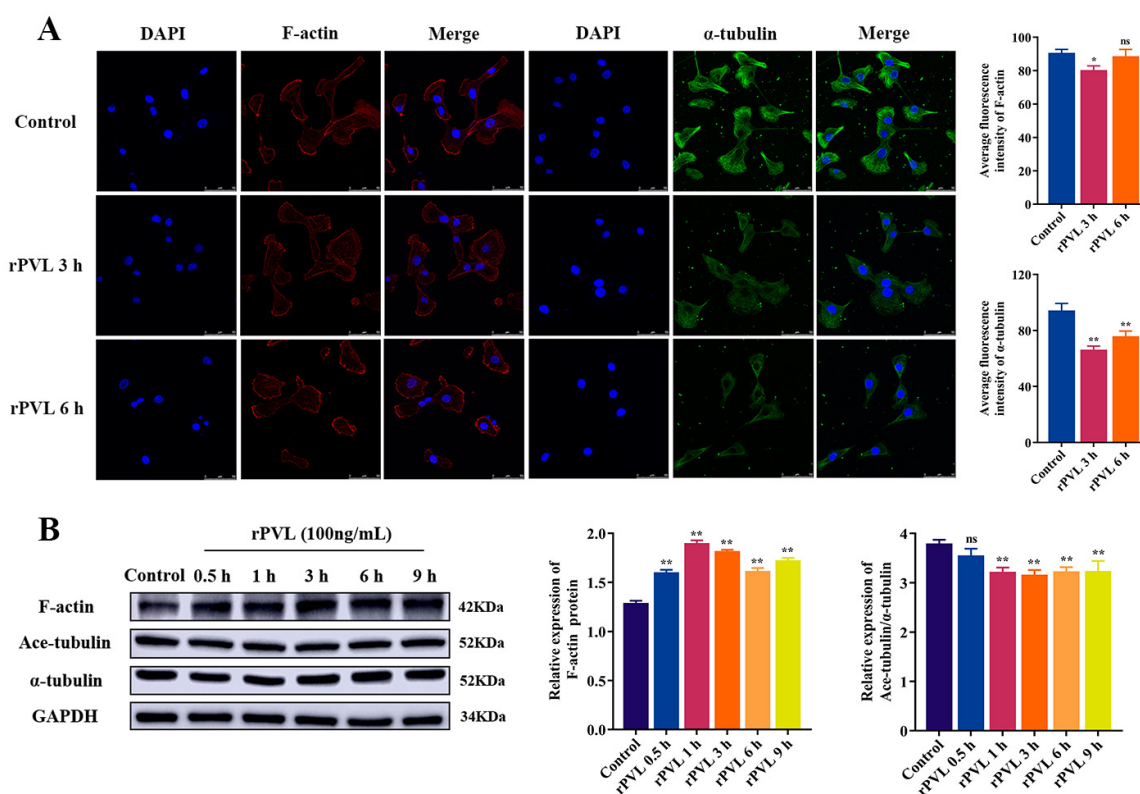 A
DAPI F-actin Merge DAPI α-tubulin Merge
Control
rPVL 3 h
rPVL 6 h
Average fluorescence
intensity of F-actin
100
80
60
40
20
0
*
ns
Control
rPVL 3 h
rPVL 6 h
Average fluorescence
intensity of α-tubulin
120
80
40
0
**
**
Control
rPVL 3 h
rPVL 6 h
B
rPVL (100ng/mL)
Control 0.5 h 1 h 3 h 6 h 9 h
F-actin 42KDa
Ace-tubulin 52KDa
α-tubulin 52KDa
GAPDH 34KDa
Relative expression of
F-actin protein
2.0
1.5
1.0
0.5
0.0
**
**
**
**
**
Control
rPVL 0.5 h
rPVL 1 h
rPVL 3 h
rPVL 6 h
rPVL 9 h
Relative expression of
Ace-tubulin/α-tubulin
4
3
2
1
0
ns
**
**
**
**
Control
rPVL 0.5 h
rPVL 1 h
rPVL 3 h
rPVL 6 h
rPVL 9 h